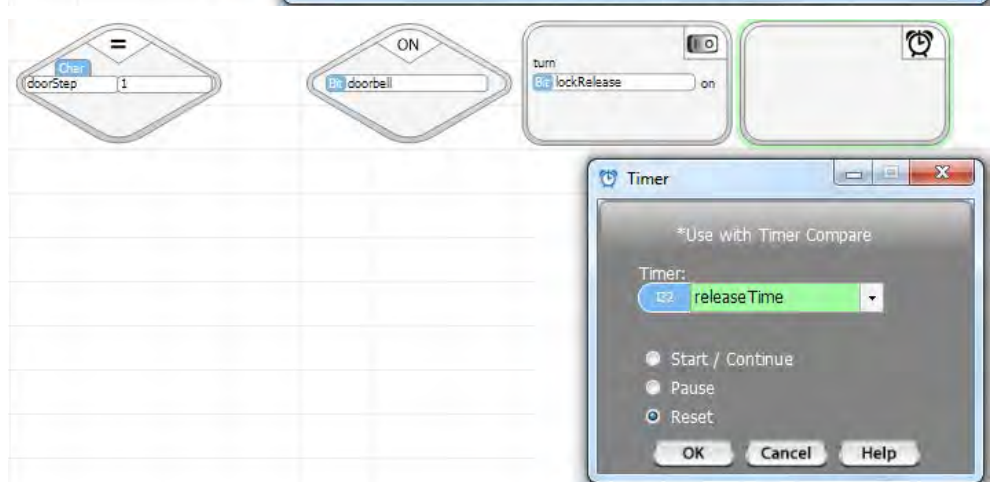 =
Char
doorStep 1
ON
Bit doorbell
turn
Bit lockRelease on
Timer
*Use with Timer Compare
Timer:
releaseTime
Start / Continue
Pause
Reset
OK Cancel Help